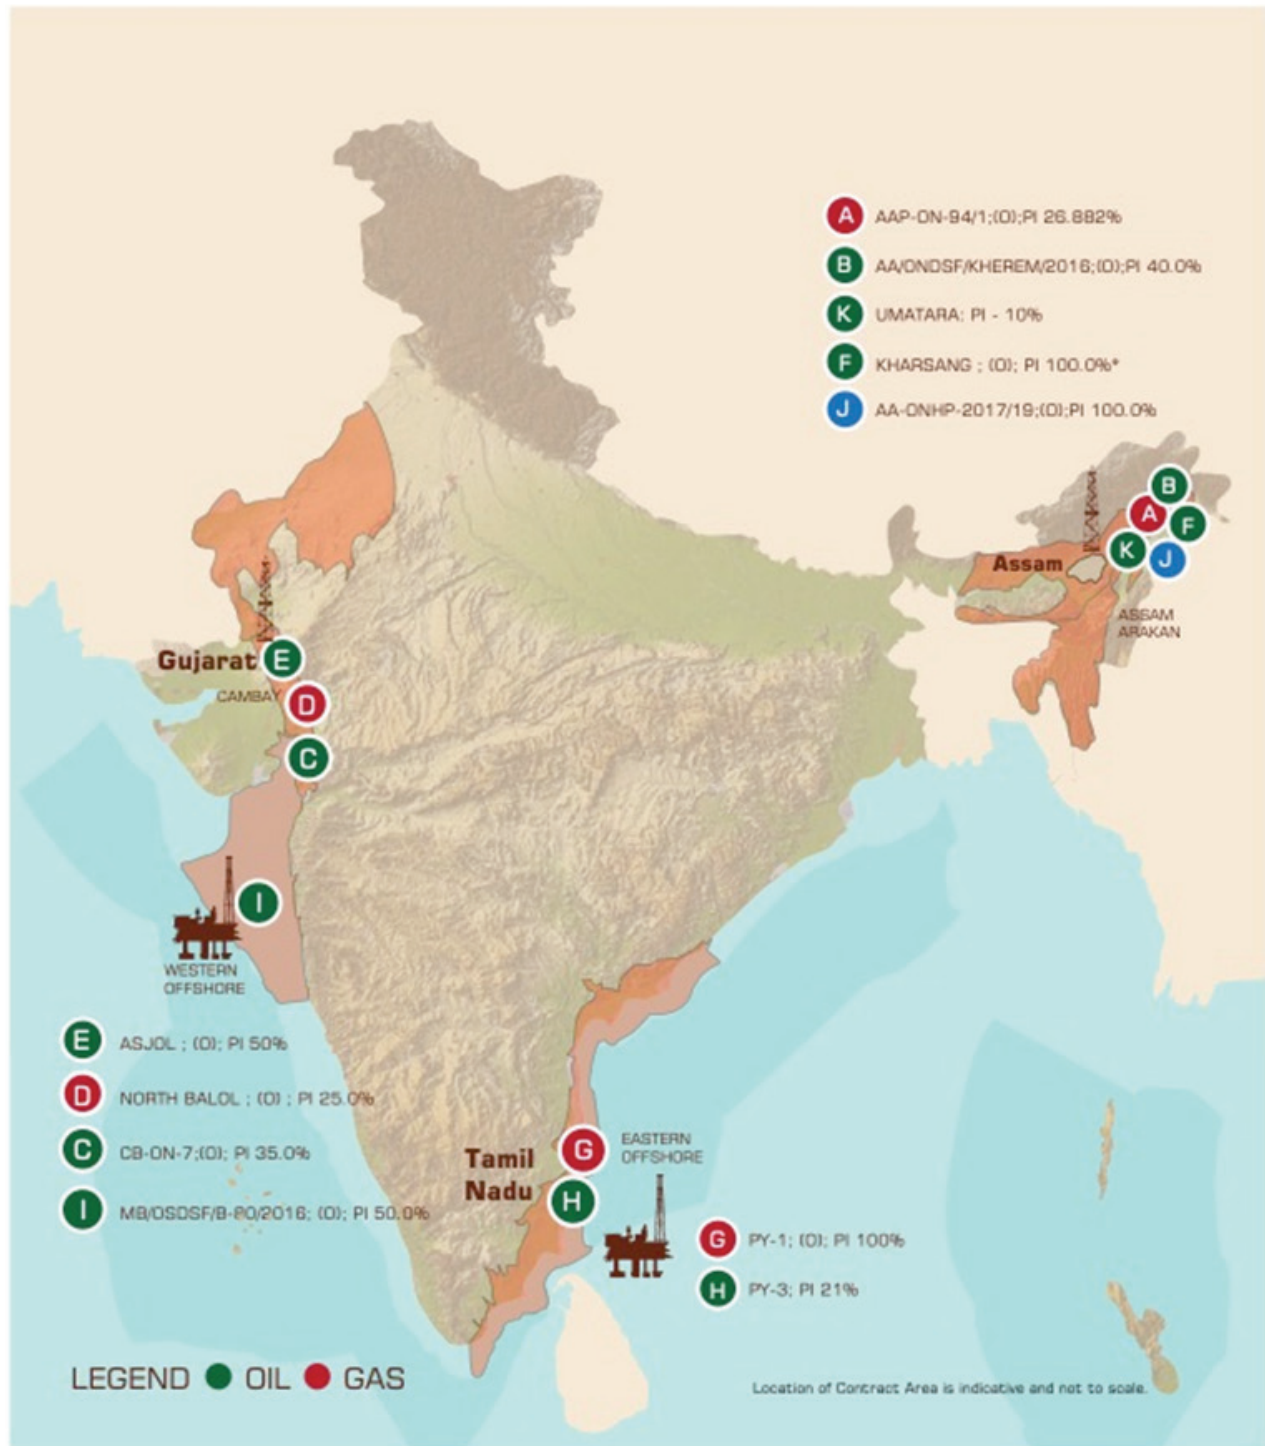 A AAP-ON-94/1;(O);PI 26.882%
B AA/ONDSF/KHEREM/2016;(O);PI 40.0%
K UMATARA: PI - 10%
F KHARSANG ; (O); PI 100.0%*
J AA-ONHP-2017/19;(O);PI 100.0%
B
A
F
K
J
Assam
ASSAM
ARAKAN
Gujarat
E
CAMBAY
D
C
I
WESTERN
OFFSHORE
E ASJOL ; (O); PI 50%
D NORTH BALOL ; (O) ; PI 25.0%
C CB-ON-7;(O); PI 35.0%
I MB/OSDSF/B-80/2016; (O); PI 50.0%
Tamil
Nadu
G
H
EASTERN
OFFSHORE
G PY-1; (O); PI 100%
H PY-3; PI 21%
LEGEND OIL GAS
Location of Contract Area is indicative and not to scale.